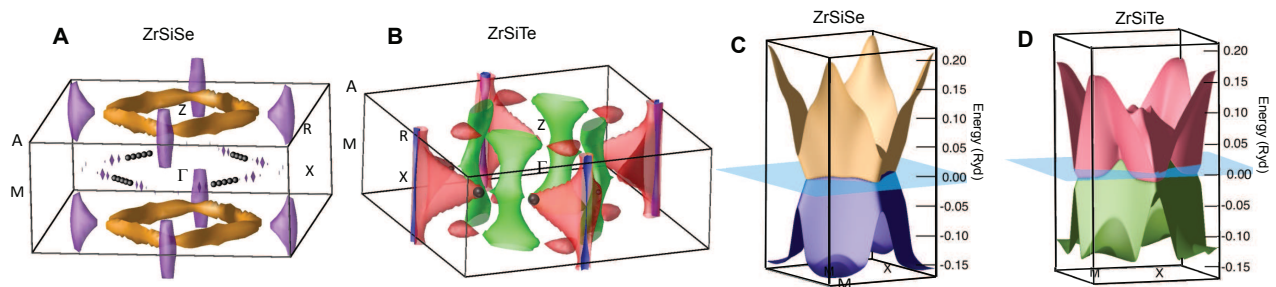 A
ZrSiSe
Z
A
R
Γ
X
M
B
ZrSiTe
A
Z
R
M
Γ
X
C
ZrSiSe
0.20
0.15
0.10
0.05
0.00
-0.05
-0.10
-0.15
Energy (Ryd)
M
X
M
D
ZrSiTe
0.20
0.15
0.10
0.05
0.00
-0.05
-0.10
-0.15
Energy (Ryd)
M
X